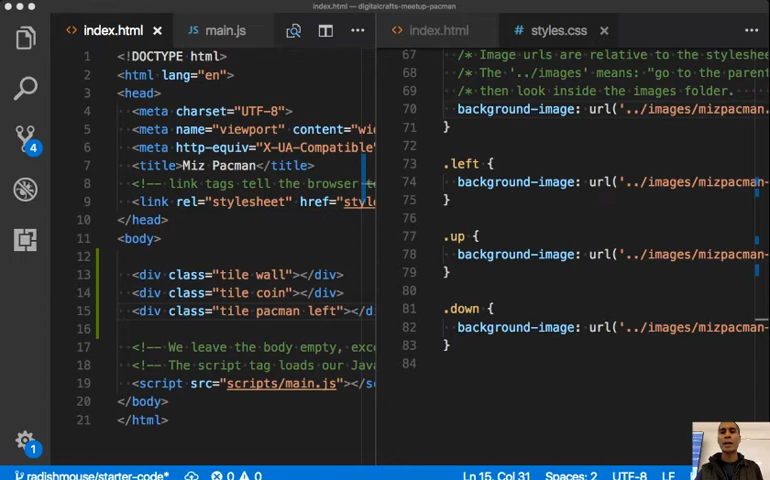 index.html — digitalcrafts-meetup-pacman
index.html
main.js
index.html
styles.css
4
1 <!DOCTYPE html>
2 <html lang="en">
3 <head>
4 <meta charset="UTF-8">
5 <meta name="viewport" content="wi
6 <meta http-equiv="X-UA-Compatible"
7 <title>Miz Pacman</title>
8 <!-- link tags tell the browser
9 <link rel="stylesheet" href="sty
10 </head>
11 <body>
12
13 <div class="tile wall"></div>
14 <div class="tile coin"></div>
15 <div class="tile pacman left"></di
16
17 <!-- We leave the body empty, exc
18 <!-- The script tag loads our Jav
19 <script src="scripts/main.js"></s
20 </body>
21 </html>
67 /* Image urls are relative to the styleshe
68 /* The '../images' means: "go to the paren
69 /* then look inside the images folder.
70 background-image: url('../images/mizpacman.
71 }
72
73 .left {
74 background-image: url('../images/mizpacman-
75 }
76
77 .up {
78 background-image: url('../images/mizpacman-
79 }
80
81 .down {
82 background-image: url('../images/mizpacman-
83 }
84
1
radishmouse/starter-code*
0
0
Ln 15, Col 31
Spaces: 2
UTF-8
LF